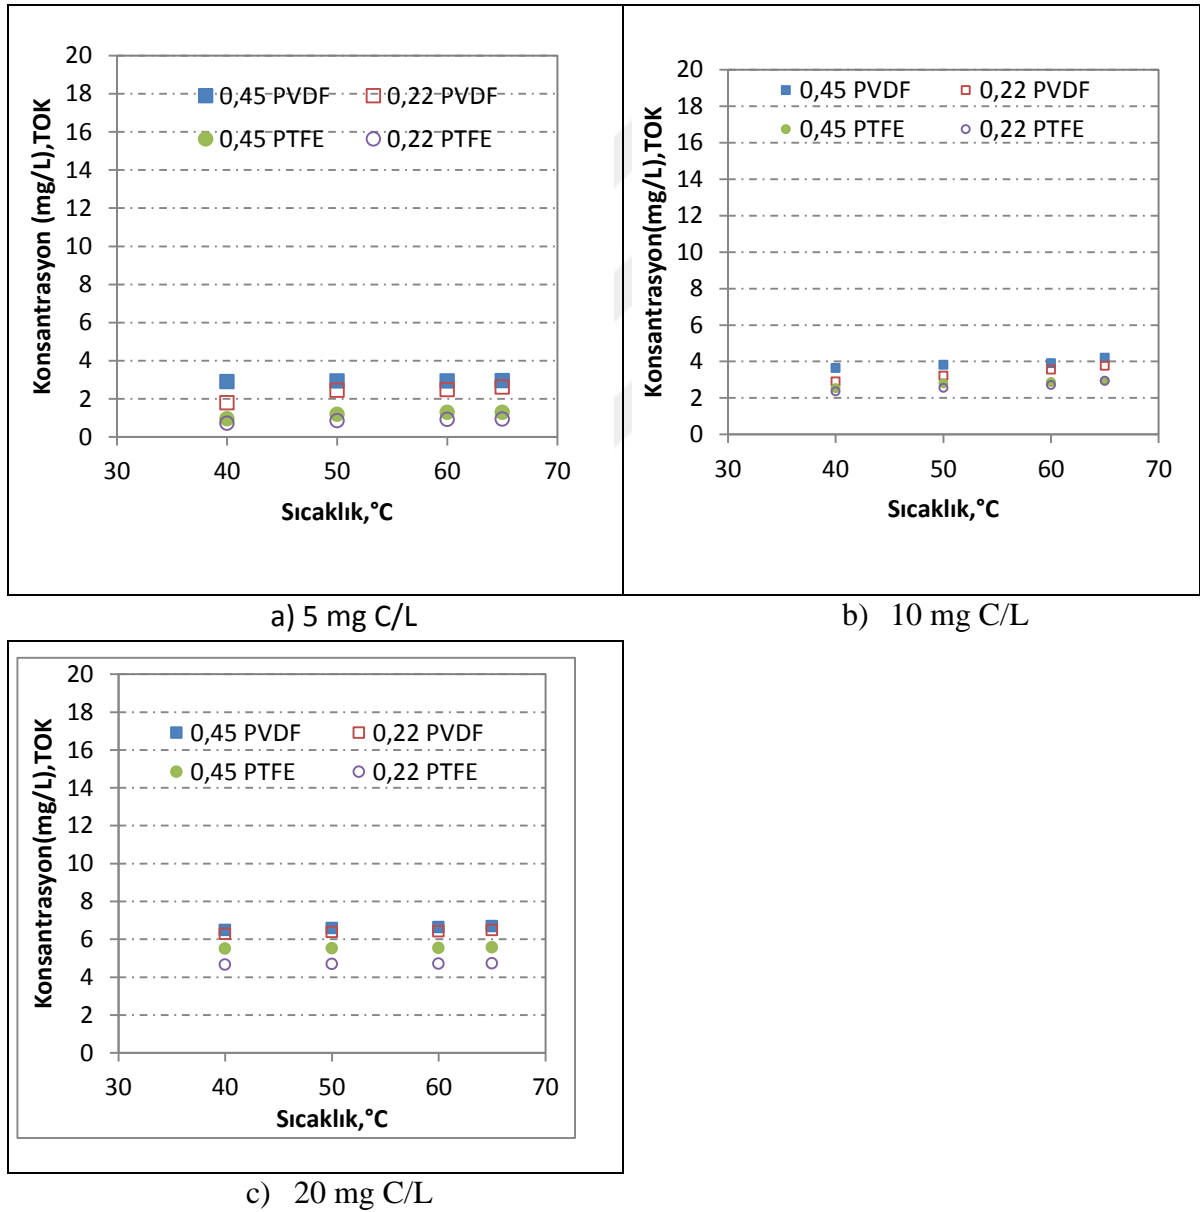 20
18
16
14
12
10
8
6
4
2
0
Konsantrasyon (mg/L),TOK
0,45 PVDF 0,22 PVDF
0,45 PTFE 0,22 PTFE
30 40 50 60 70
Sıcaklık,°C
a) 5 mg C/L
20
18
16
14
12
10
8
6
4
2
0
Konsantrasyon(mg/L),TOK
0,45 PVDF 0,22 PVDF
0,45 PTFE 0,22 PTFE
30 40 50 60 70
Sıcaklık,°C
b) 10 mg C/L
20
18
16
14
12
10
8
6
4
2
0
Konsantrasyon(mg/L),TOK
0,45 PVDF 0,22 PVDF
0,45 PTFE 0,22 PTFE
30 40 50 60 70
Sıcaklık,°C
c) 20 mg C/L